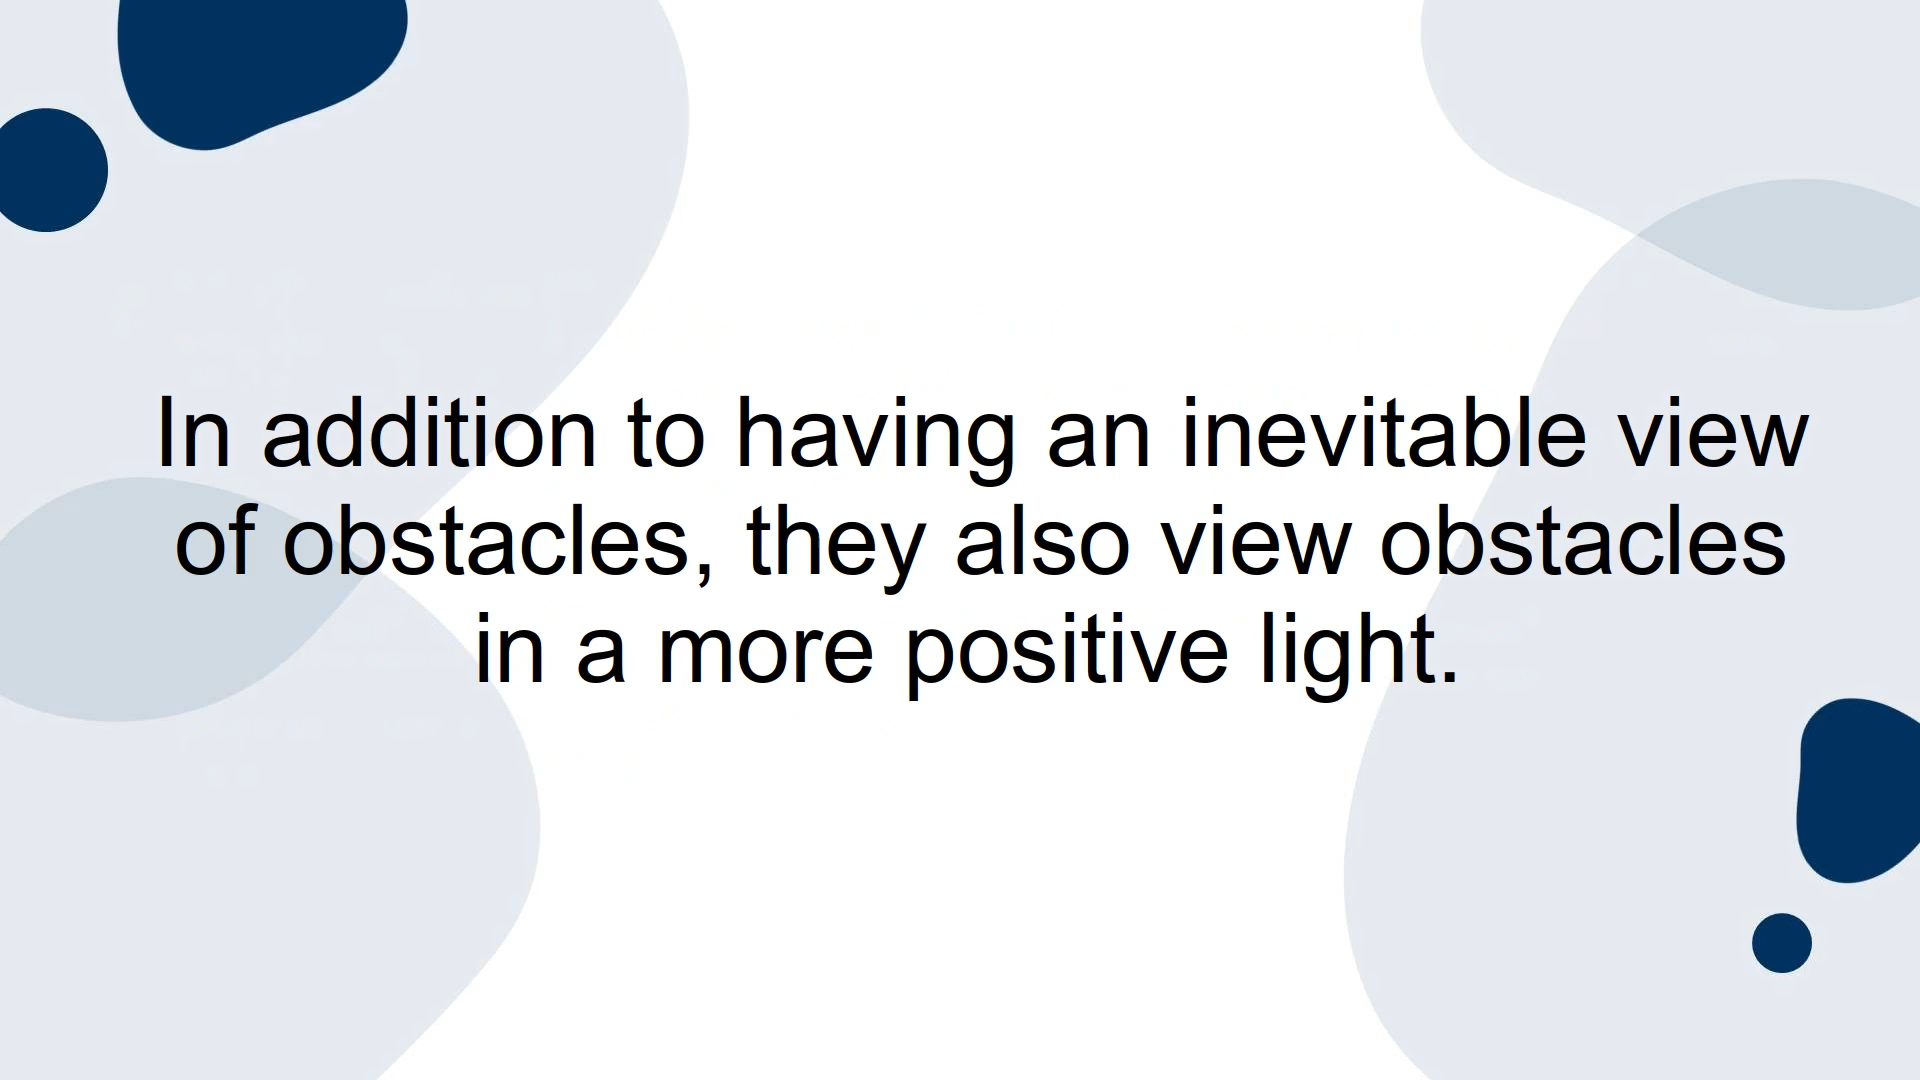 In addition to having an inevitable view
of obstacles, they also view obstacles
in a more positive light.